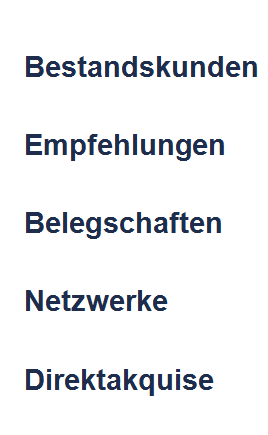 Bestandskunden
Empfehlungen
Belegschaften
Netzwerke
Direktakquise